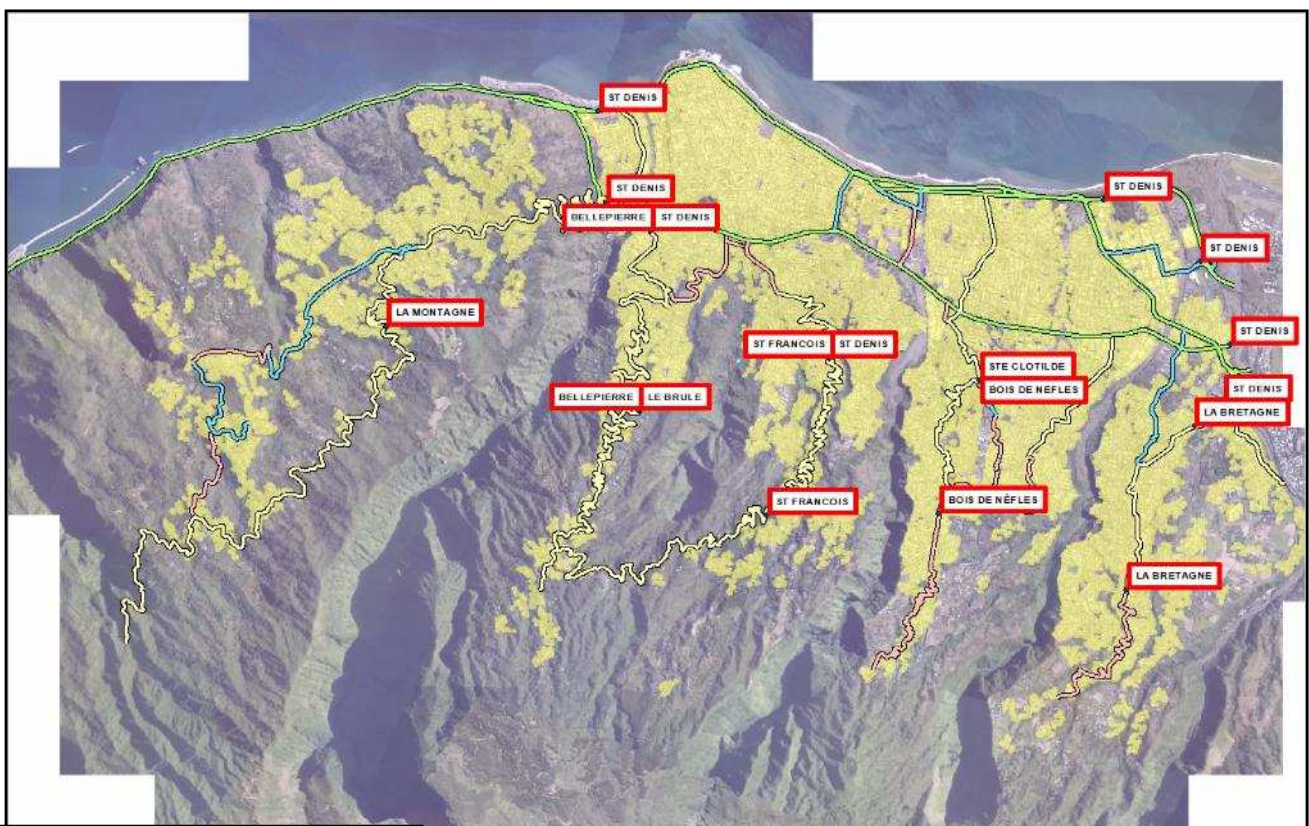 ST DENIS
ST DENIS
ST DENIS
BELLEPIERRE ST DENIS
ST DENIS
LA MONTAGNE
ST DENIS
ST FRANCOIS ST DENIS
STE CLOTILDE
BOIS DE NEFLES
ST DENIS
BELLEPIERRE LE BRULE
LA BRETAGNE
ST FRANCOIS
BOIS DE NÈFLES
LA BRETAGNE